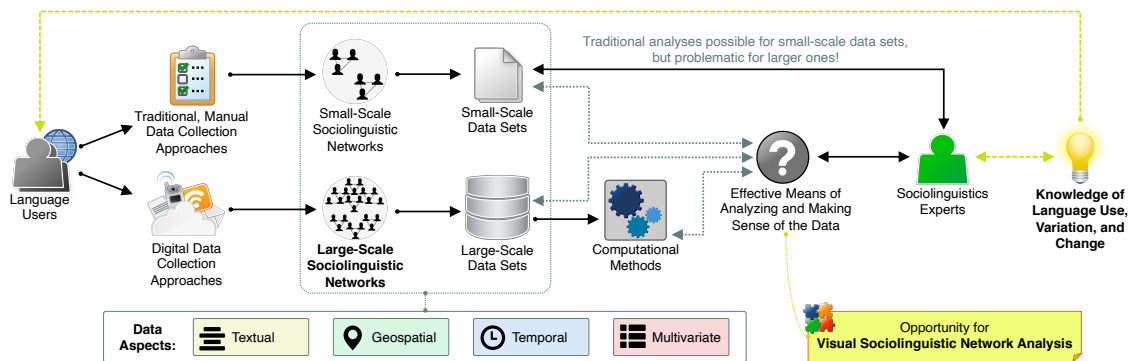 Traditional analyses possible for small-scale data sets,
but problematic for larger ones!
Traditional, Manual
Data Collection
Approaches
Small-Scale
Sociolinguistic
Networks
Small-Scale
Data Sets
Language
Users
Effective Means of
Analyzing and Making
Sense of the Data
Sociolinguistics
Experts
Knowledge of
Language Use,
Variation, and
Change
Digital Data
Collection
Approaches
Large-Scale
Sociolinguistic
Networks
Large-Scale
Data Sets
Computational
Methods
Data
Aspects:
Textual
Geospatial
Temporal
Multivariate
Opportunity for
Visual Sociolinguistic Network Analysis